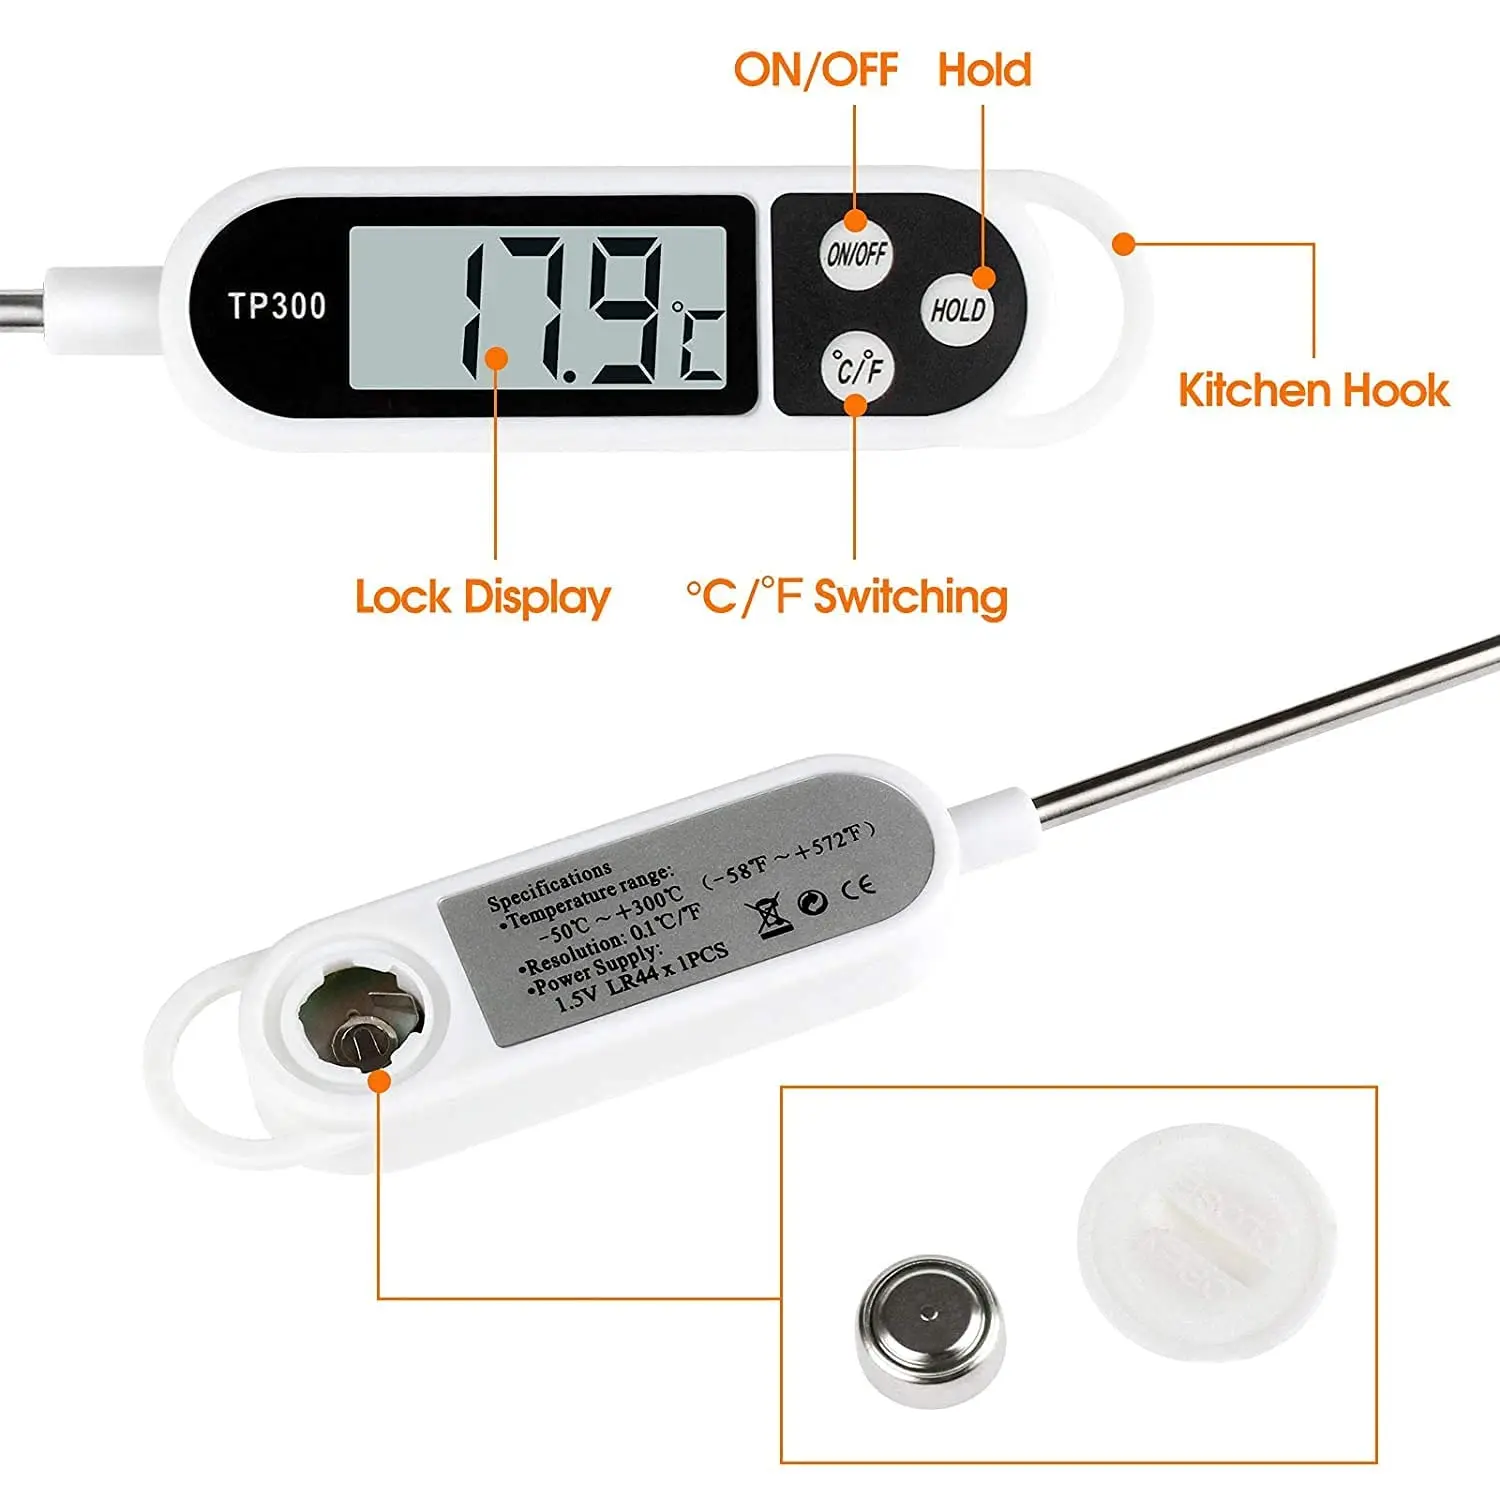 ON/OFF Hold
TP300
17.9℃
ON/OFF
HOLD
°C/°F
Kitchen Hook
Lock Display
°C/°F Switching
Specifications
•Temperature range:
-50℃～+300℃ (-58℉～+572℉)
•Resolution: 0.1℃/℉
•Power Supply:
1.5V LR44 x 1PCS
CE